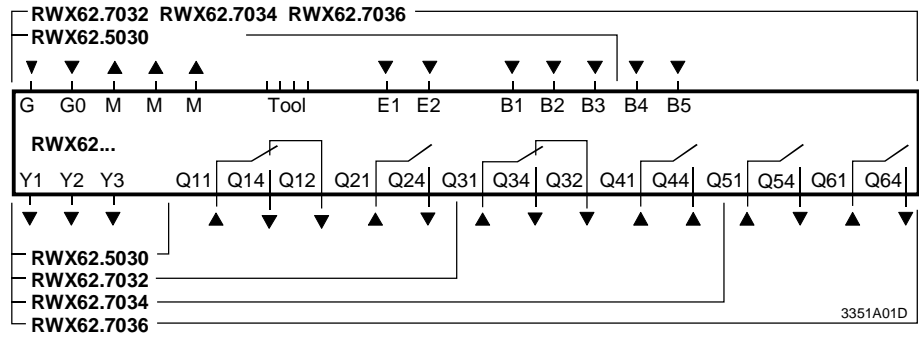 RWX62.7032 RWX62.7034 RWX62.7036
RWX62.5030
G G0 M M M Tool E1 E2 B1 B2 B3 B4 B5
RWX62...
Y1 Y2 Y3 Q11 Q14 Q12 Q21 Q24 Q31 Q34 Q32 Q41 Q44 Q51 Q54 Q61 Q64
RWX62.5030
RWX62.7032
RWX62.7034
RWX62.7036
3351A01D